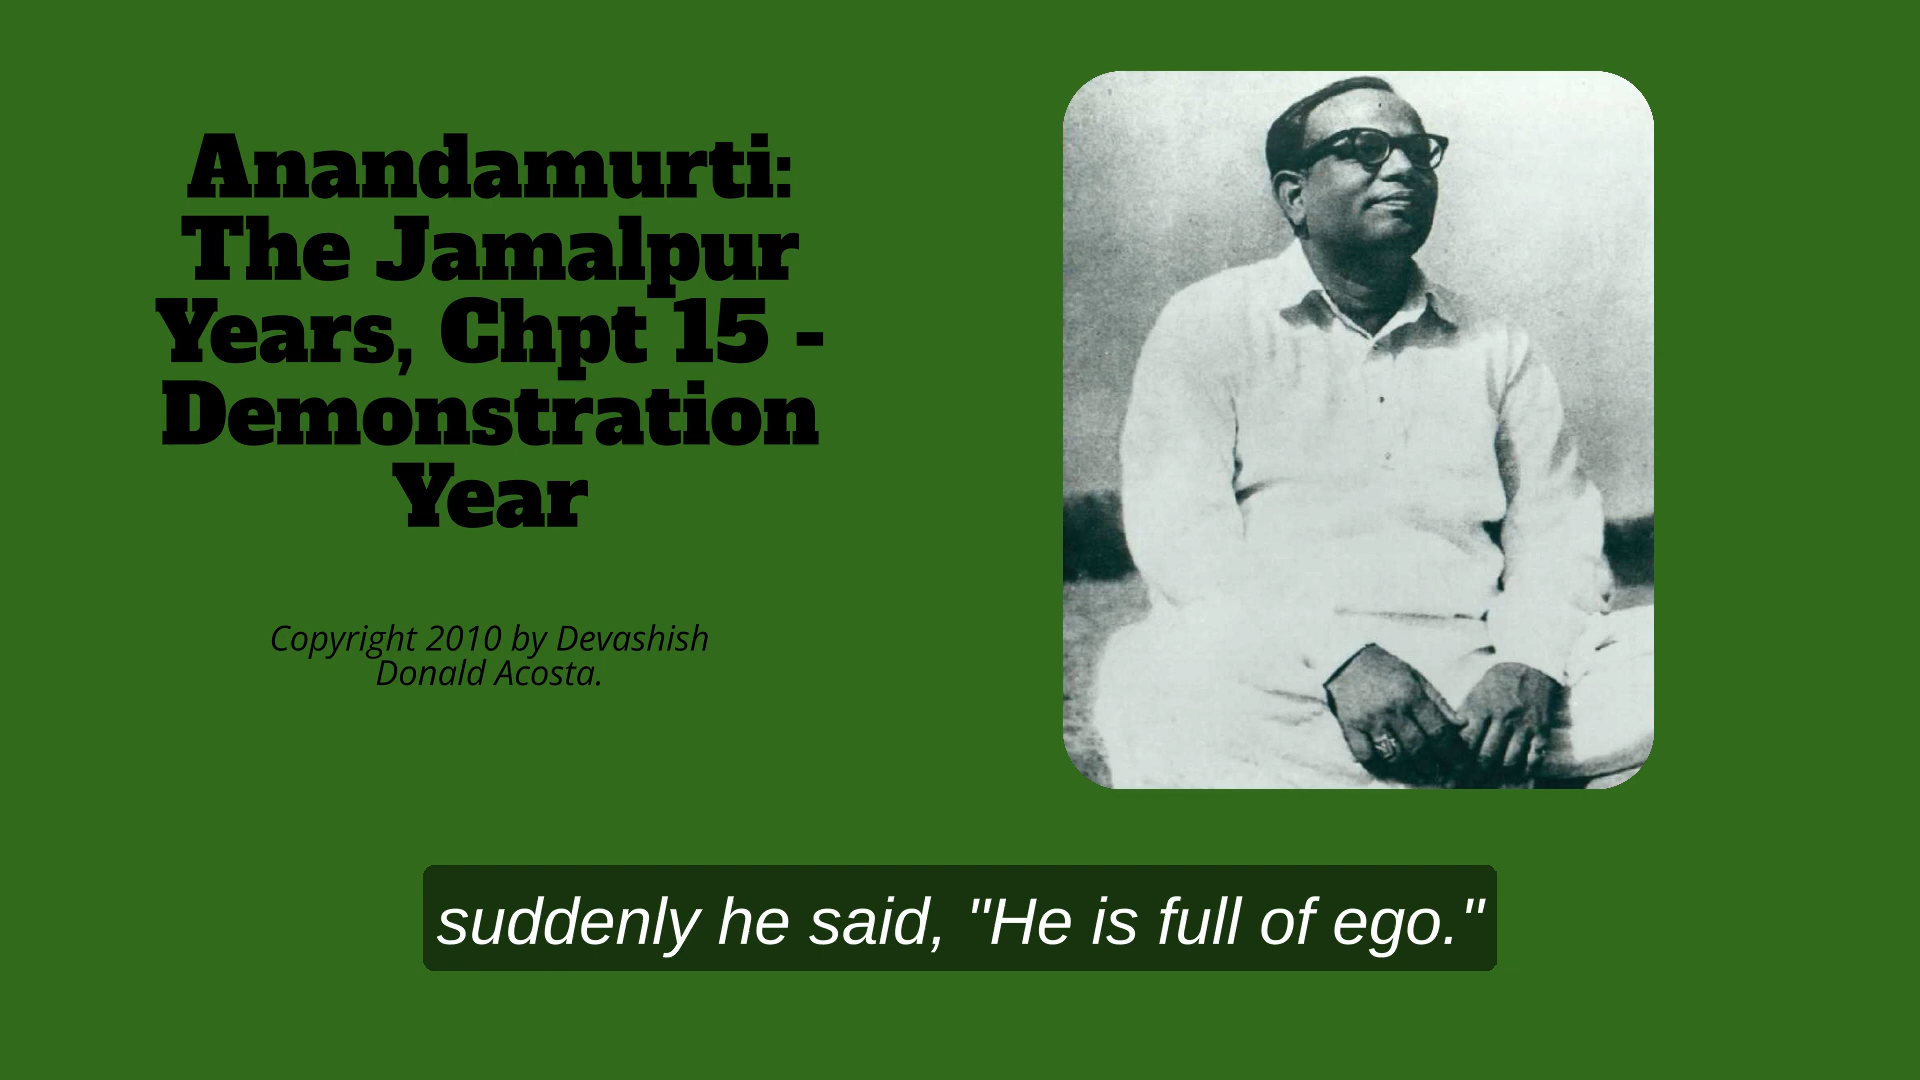 Anandamurti:
The Jamalpur
Years, Chpt 15 -
Demonstration
Year
Copyright 2010 by Devashish
Donald Acosta.
suddenly he said, "He is full of ego."